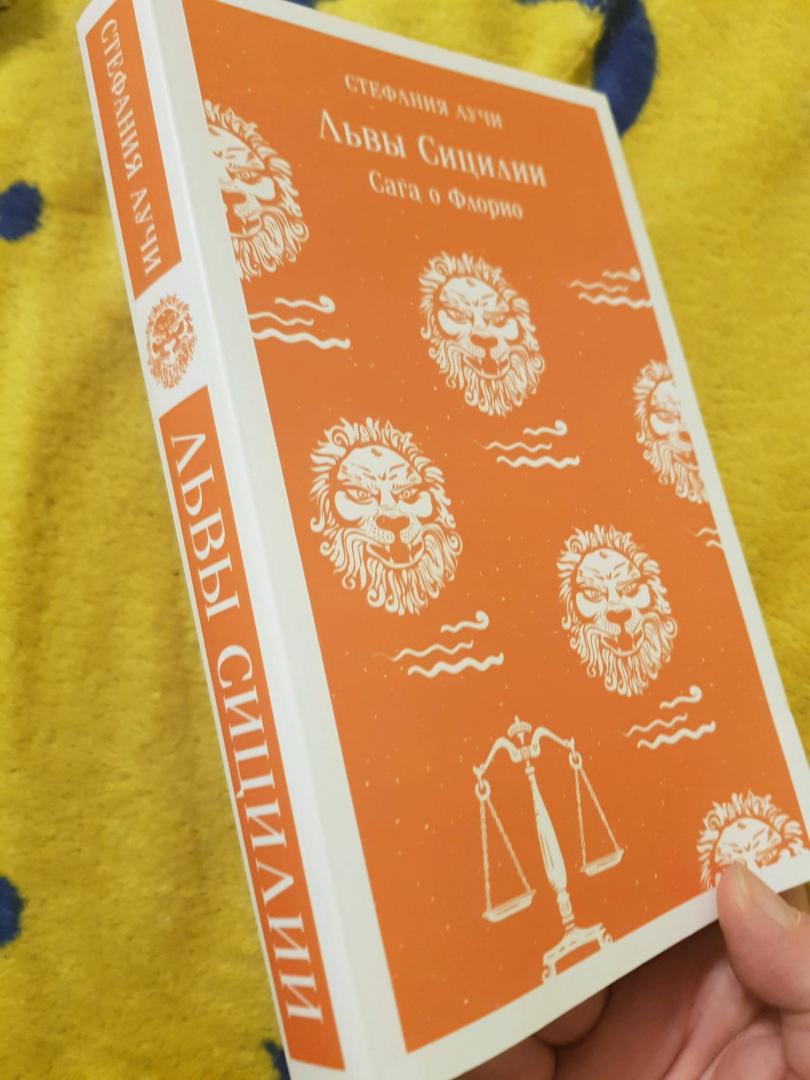 СТЕФАНИЯ АУЧИ
ЛЬВЫ СИЦИЛИИ
СТЕФАНИЯ АУЧИ
Львы Сицилии
Сага о Флорио